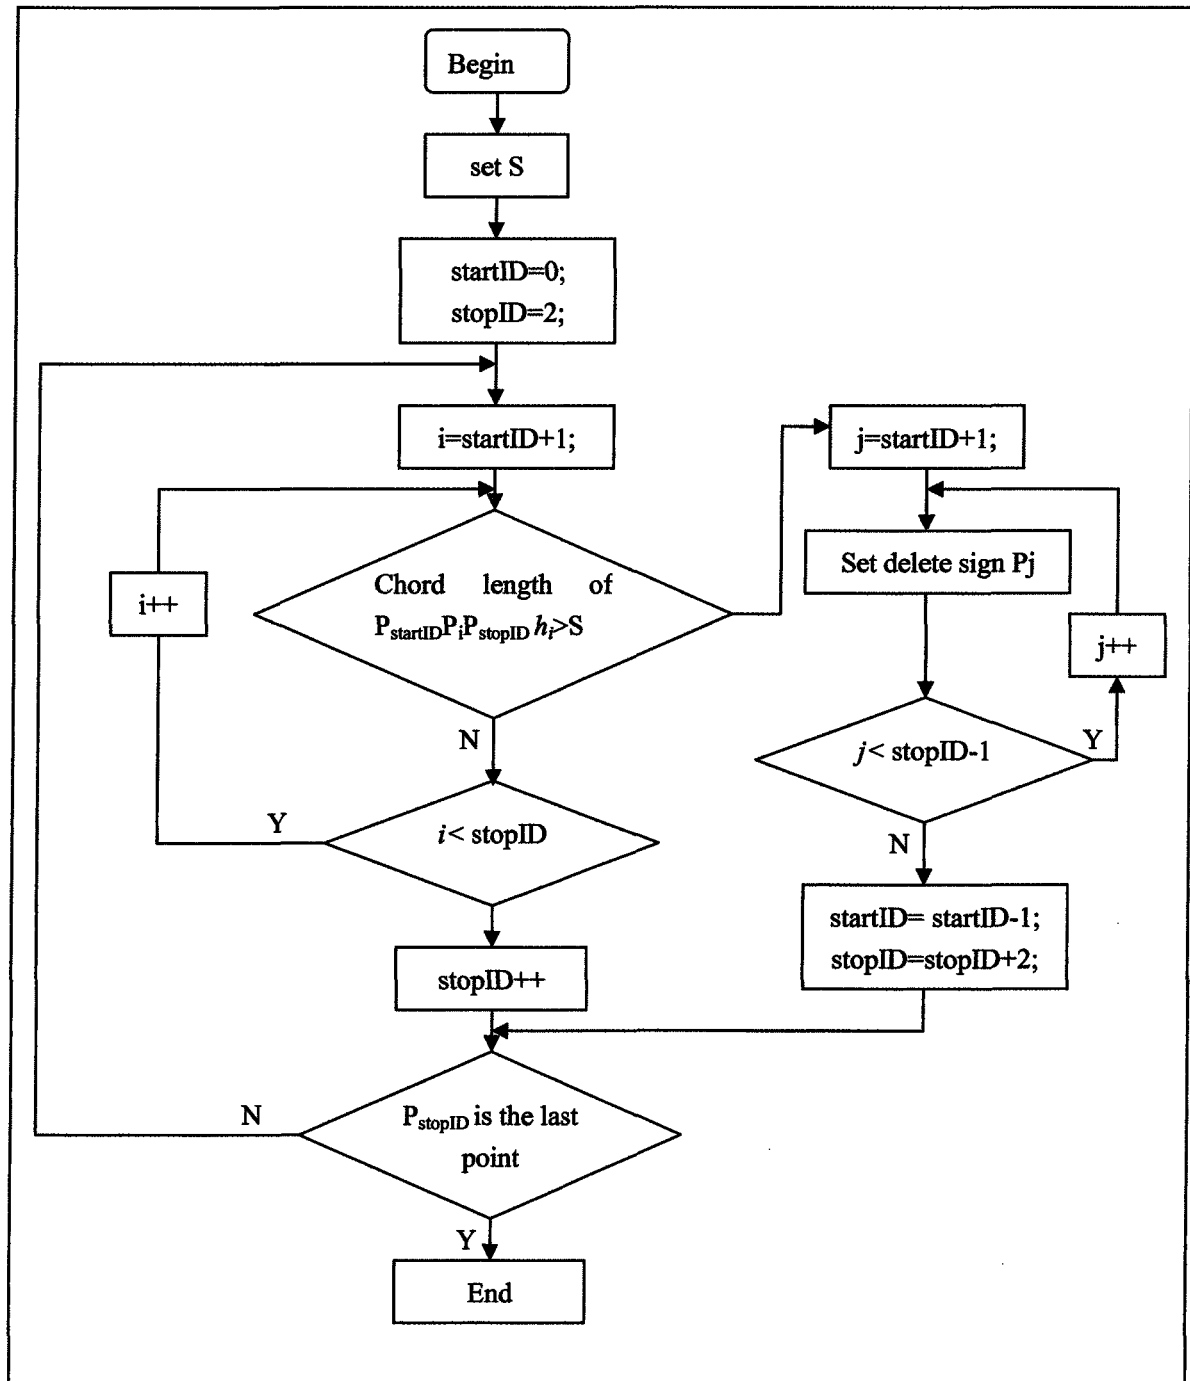 Begin
set S
startID=0;
stopID=2;
i=startID+1;
Chord length of
PstartIDPiPstopID hi>S
i++
N
i< stopID
Y
stopID++
PstopID is the last
point
N
Y
End
j=startID+1;
Set delete sign Pj
j++
j< stopID-1
Y
N
startID= startID-1;
stopID=stopID+2;